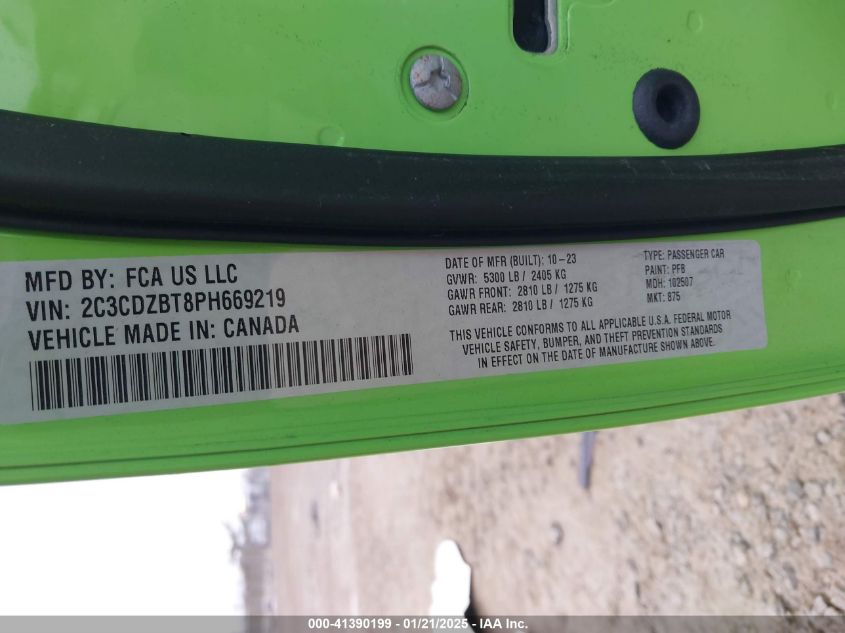 MFD BY: FCA US LLC
VIN: 2C3CDZBT8PH669219
VEHICLE MADE IN: CANADA
DATE OF MFR (BUILT): 10-23
GVWR: 5300 LB / 2405 KG
GAWR FRONT: 2810 LB / 1275 KG
GAWR REAR: 2810 LB / 1275 KG
TYPE: PASSENGER CAR
PAINT: PFB
MDH: 102507
MKT: 875
THIS VEHICLE CONFORMS TO ALL APPLICABLE U.S.A. FEDERAL MOTOR
VEHICLE SAFETY, BUMPER, AND THEFT PREVENTION STANDARDS
IN EFFECT ON THE DATE OF MANUFACTURE SHOWN ABOVE.
000-41390199 - 01/21/2025 - IAA Inc.